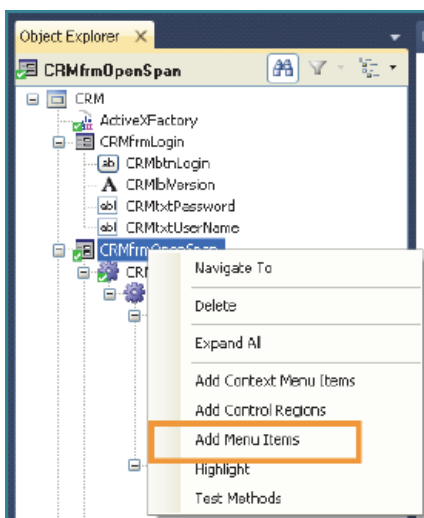 Object Explorer
CRMfrmOpenSpan
CRM
ActiveXFactory
CRMfrmLogin
CRMbtnLogin
A CRMlblVersion
CRMtxtPassword
CRMtxtUserName
CRMfrmOpenSpan
CRM
Navigate To
Delete
Expand All
Add Context Menu Items
Add Control Regions
Add Menu Items
Highlight
Test Methods